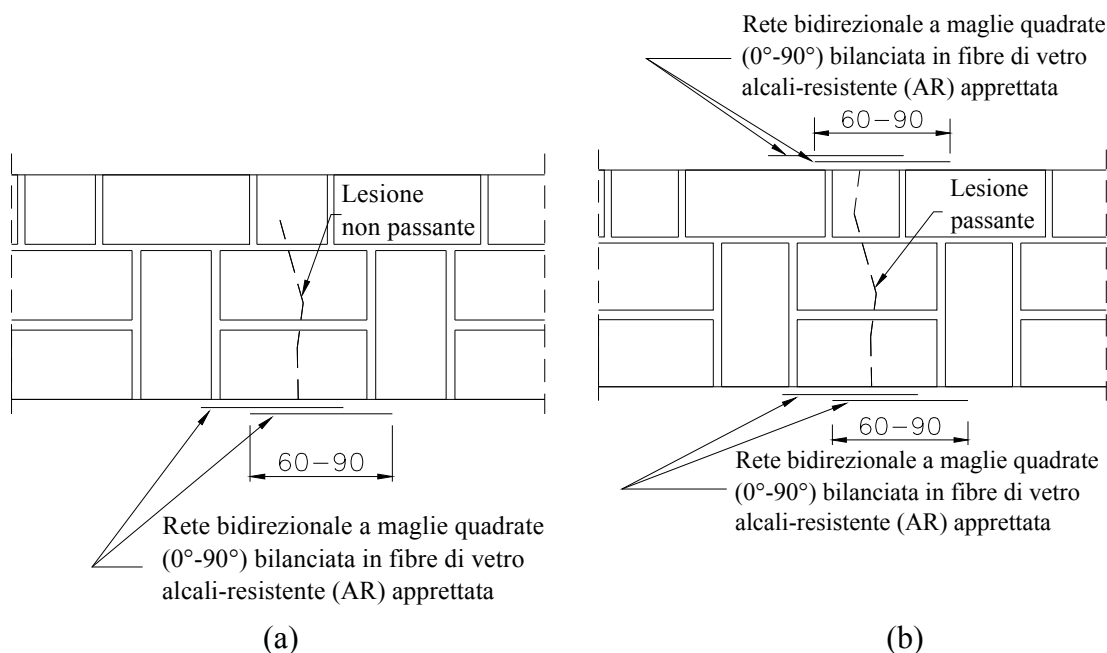 Lesione
non passante
60-90
Rete bidirezionale a maglie quadrate
(0°-90°) bilanciata in fibre di vetro
alcali-resistente (AR) apprettata
(a)
Rete bidirezionale a maglie quadrate
(0°-90°) bilanciata in fibre di vetro
alcali-resistente (AR) apprettata
60-90
Lesione
passante
60-90
Rete bidirezionale a maglie quadrate
(0°-90°) bilanciata in fibre di vetro
alcali-resistente (AR) apprettata
(b)